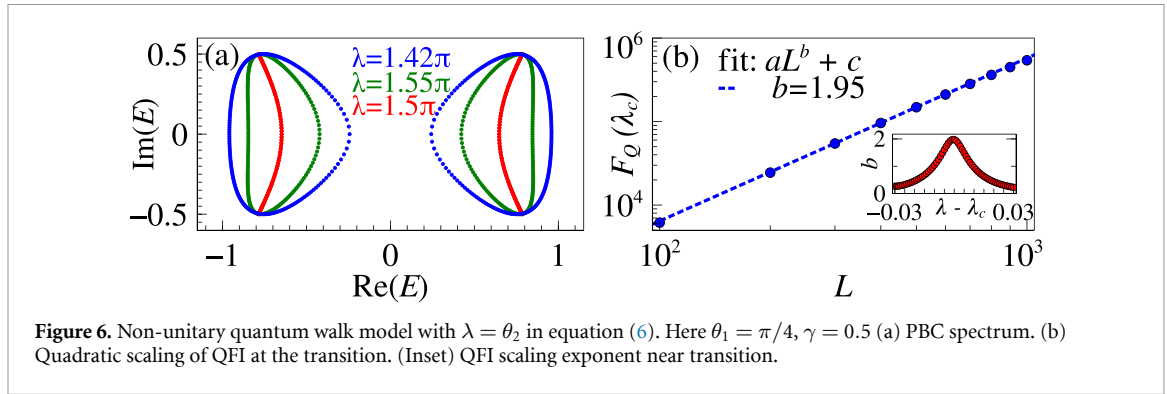 (a)
λ=1.42π
λ=1.55π
λ=1.5π
0.5
0
−0.5
Im(E)
−1
0
1
Re(E)
(b)
fit: aL^b + c
b=1.95
10^6
10^4
F_Q (λ_c)
10^2
10^3
L
2
0
b
−0.03
λ - λ_c
0.03
Figure 6. Non-unitary quantum walk model with λ = θ_2 in equation (6). Here θ_1 = π/4, γ = 0.5 (a) PBC spectrum. (b)
Quadratic scaling of QFI at the transition. (Inset) QFI scaling exponent near transition.